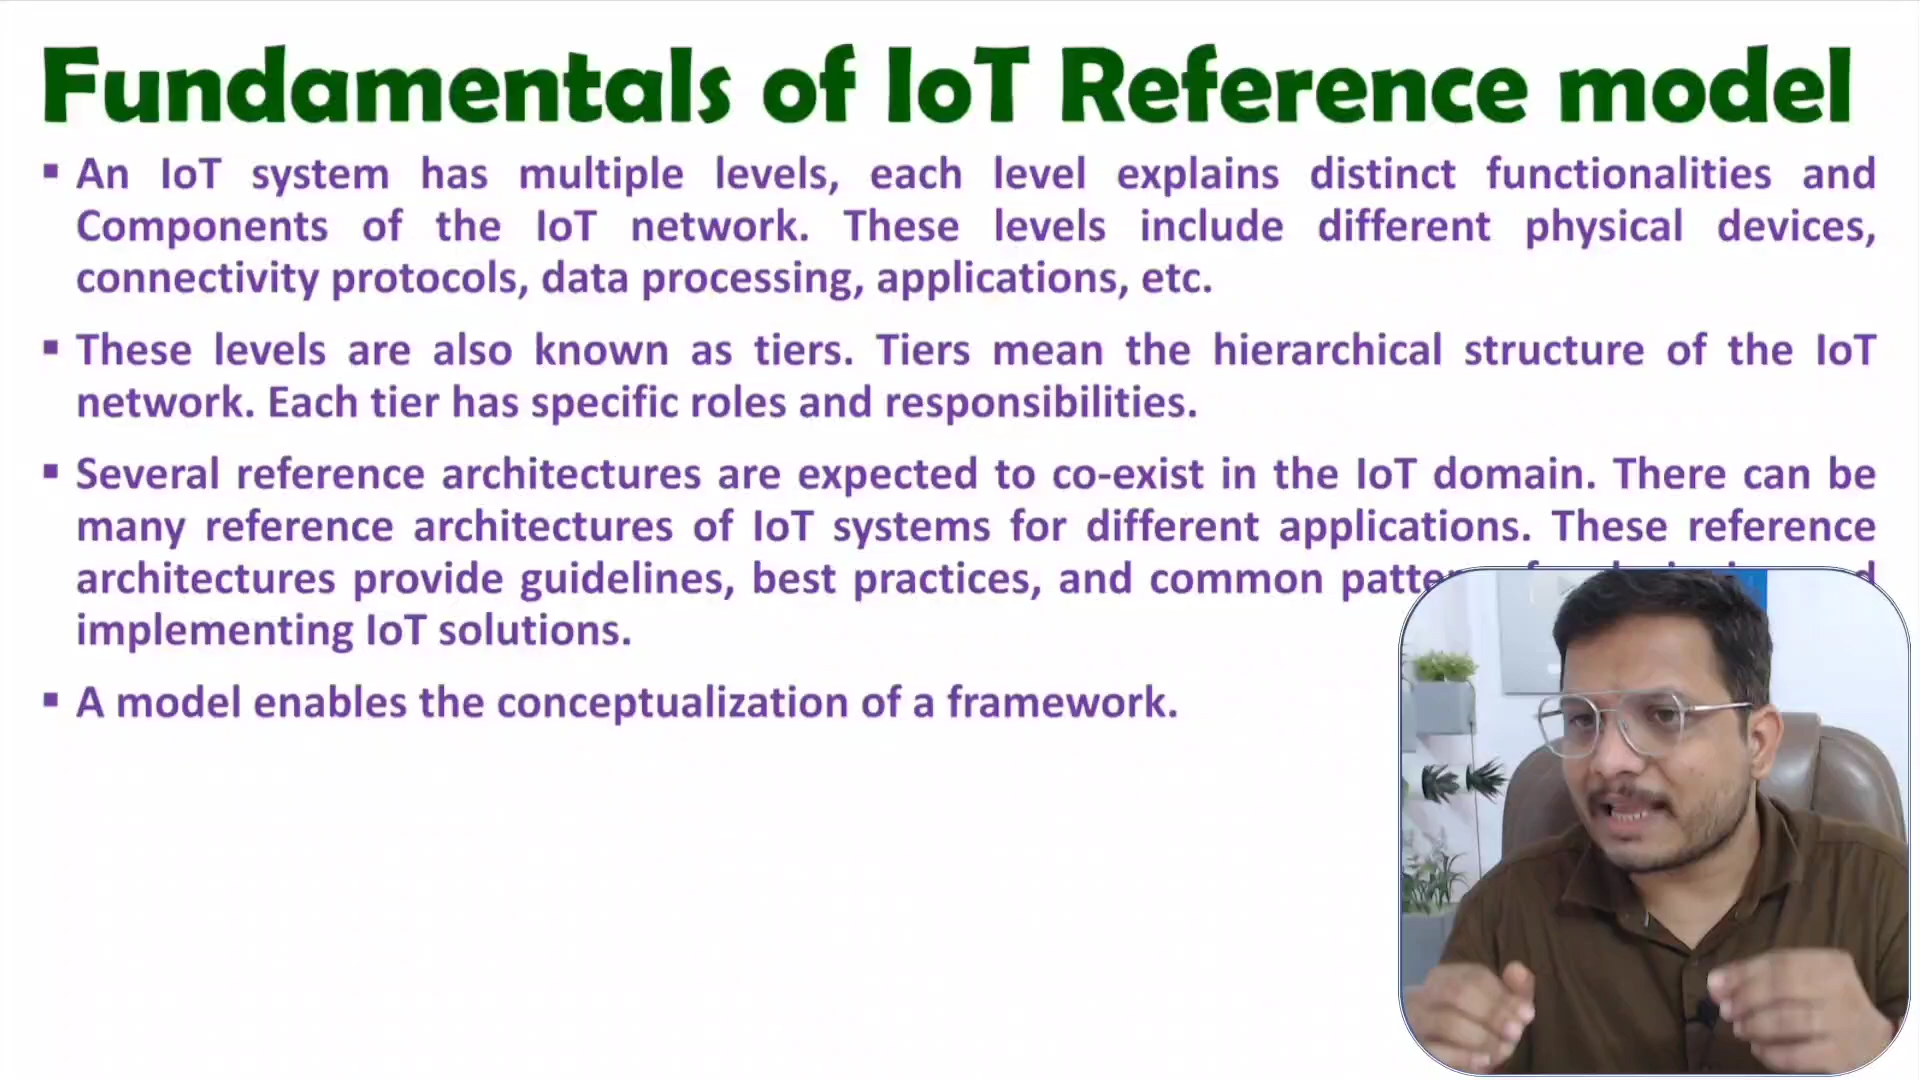 Fundamentals of IoT Reference model
▪ An IoT system has multiple levels, each level explains distinct functionalities and
Components of the IoT network. These levels include different physical devices,
connectivity protocols, data processing, applications, etc.
▪ These levels are also known as tiers. Tiers mean the hierarchical structure of the IoT
network. Each tier has specific roles and responsibilities.
▪ Several reference architectures are expected to co-exist in the IoT domain. There can be
many reference architectures of IoT systems for different applications. These reference
architectures provide guidelines, best practices, and common
implementing IoT solutions.
▪ A model enables the conceptualization of a framework.